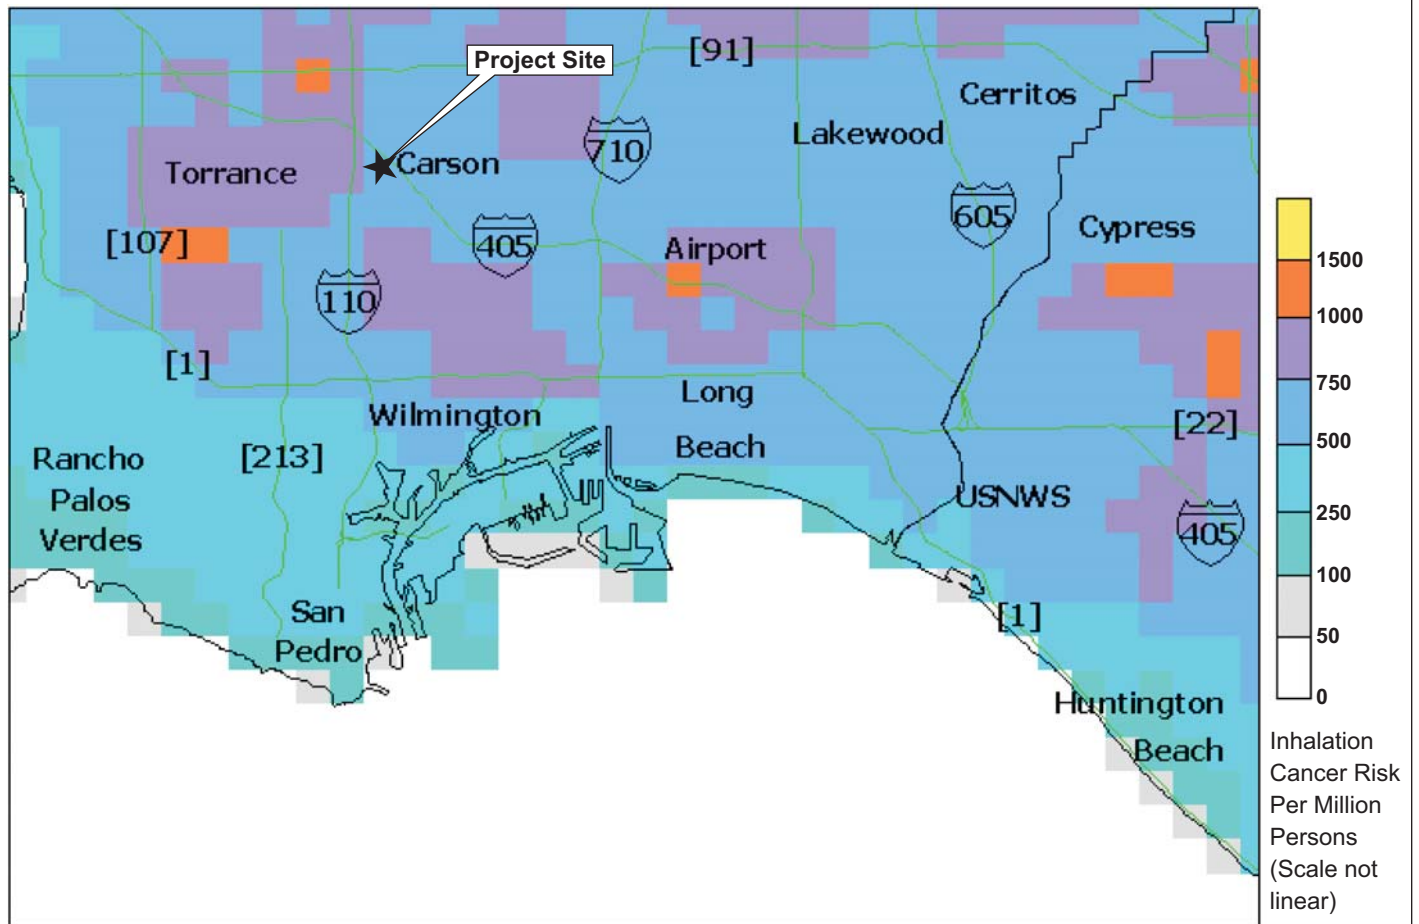 Project Site
[91]
Cerritos
Lakewood
710
Carson
Torrance
605
Cypress
[107]
405
Airport
110
[1]
Long
Beach
Wilmington
[22]
Rancho
Palos
Verdes
[213]
USNWS
405
San
Pedro
[1]
Huntington
Beach
1500
1000
750
500
250
100
50
0
Inhalation
Cancer Risk
Per Million
Persons
(Scale not
linear)